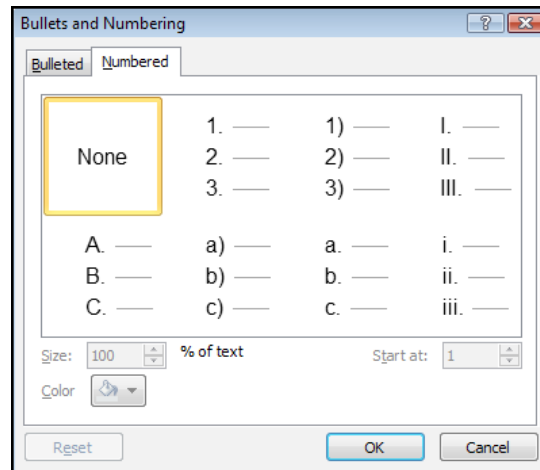 Bullets and Numbering
Bulleted Numbered
None
1.
2.
3.
1)
2)
3)
I.
II.
III.
A.
B.
C.
a)
b)
c)
a.
b.
c.
i.
ii.
iii.
Size: 100 % of text Start at: 1
Color
Reset OK Cancel